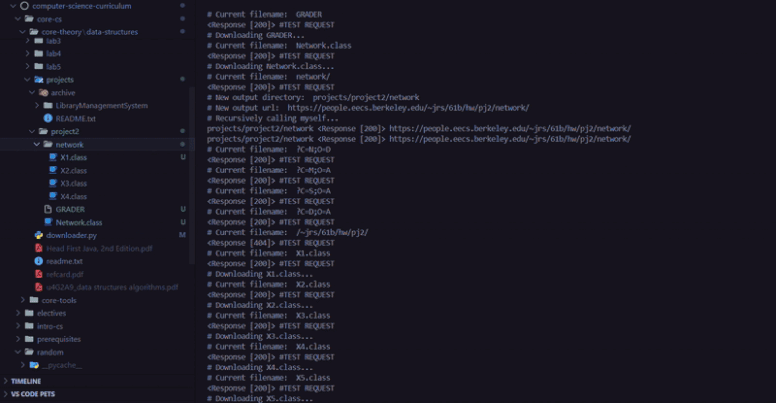 computer-science-curriculum
core-cs
core-theory\.data-structures
lab3
lab4
lab5
projects
archive
LibraryManagementSystem
README.txt
project2
network
X1.class U
X2.class
X3.class
X4.class
GRADER U
Network.class U
downloader.py M
Head First Java. 2nd Edition.pdf
readme.txt
refcard.pdf
u4G2A9_data structures algorithms.pdf
core-tools
electives
intro-cs
prerequisites
random
__pycache__
TIMELINE
VS CODE PETS
# Current filename:  GRADER
<Response [200]> #TEST REQUEST
# Downloading GRADER...
# Current filename:  Network.class
<Response [200]> #TEST REQUEST
# Downloading Network.class...
# Current filename:  network/
<Response [200]> #TEST REQUEST
# New output directory:  projects/project2/network
# New output url:  https://people.eecs.berkeley.edu/~jrs/61b/hw/pj2/network/
# Recursively calling myself...
projects/project2/network <Response [200]> https://people.eecs.berkeley.edu/~jrs/61b/hw/pj2/network/
projects/project2/network <Response [200]> https://people.eecs.berkeley.edu/~jrs/61b/hw/pj2/network/
# Current filename:  ?C=N;O=D
<Response [200]> #TEST REQUEST
# Current filename:  ?C=M;O=A
<Response [200]> #TEST REQUEST
# Current filename:  ?C=S;O=A
<Response [200]> #TEST REQUEST
# Current filename:  ?C=D;O=A
<Response [200]> #TEST REQUEST
# Current filename:  /~jrs/61b/hw/pj2/
<Response [404]> #TEST REQUEST
# Current filename:  X1.class
<Response [200]> #TEST REQUEST
# Downloading X1.class...
# Current filename:  X2.class
<Response [200]> #TEST REQUEST
# Downloading X2.class...
# Current filename:  X3.class
<Response [200]> #TEST REQUEST
# Downloading X3.class...
# Current filename:  X4.class
<Response [200]> #TEST REQUEST
# Downloading X4.class...
# Current filename:  X5.class
<Response [200]> #TEST REQUEST
# Downloading X5.class...